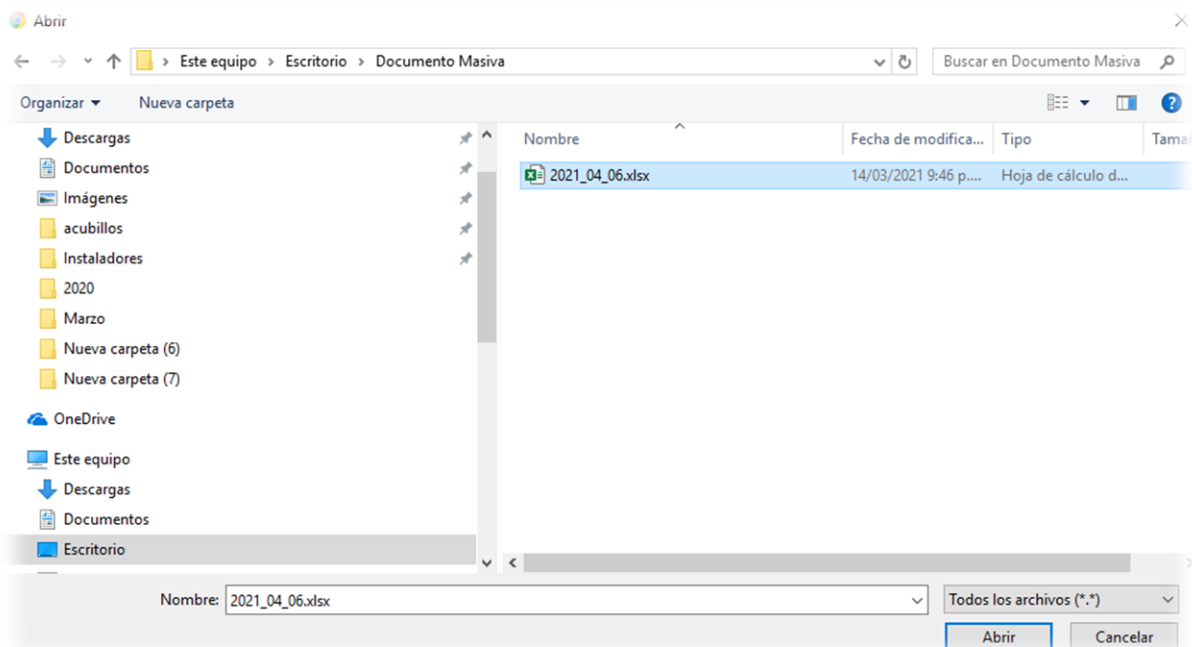 Abrir
Este equipo > Escritorio > Documento Masiva
Buscar en Documento Masiva
Organizar
Nueva carpeta
Descargas
Documentos
Imágenes
acubillos
Instaladores
2020
Marzo
Nueva carpeta (6)
Nueva carpeta (7)
OneDrive
Este equipo
Descargas
Documentos
Escritorio
Nombre Fecha de modifica... Tipo Tama
2021_04_06.xlsx 14/03/2021 9:46 p.... Hoja de cálculo d...
Nombre: 2021_04_06.xlsx
Todos los archivos (*.*)
Abrir Cancelar